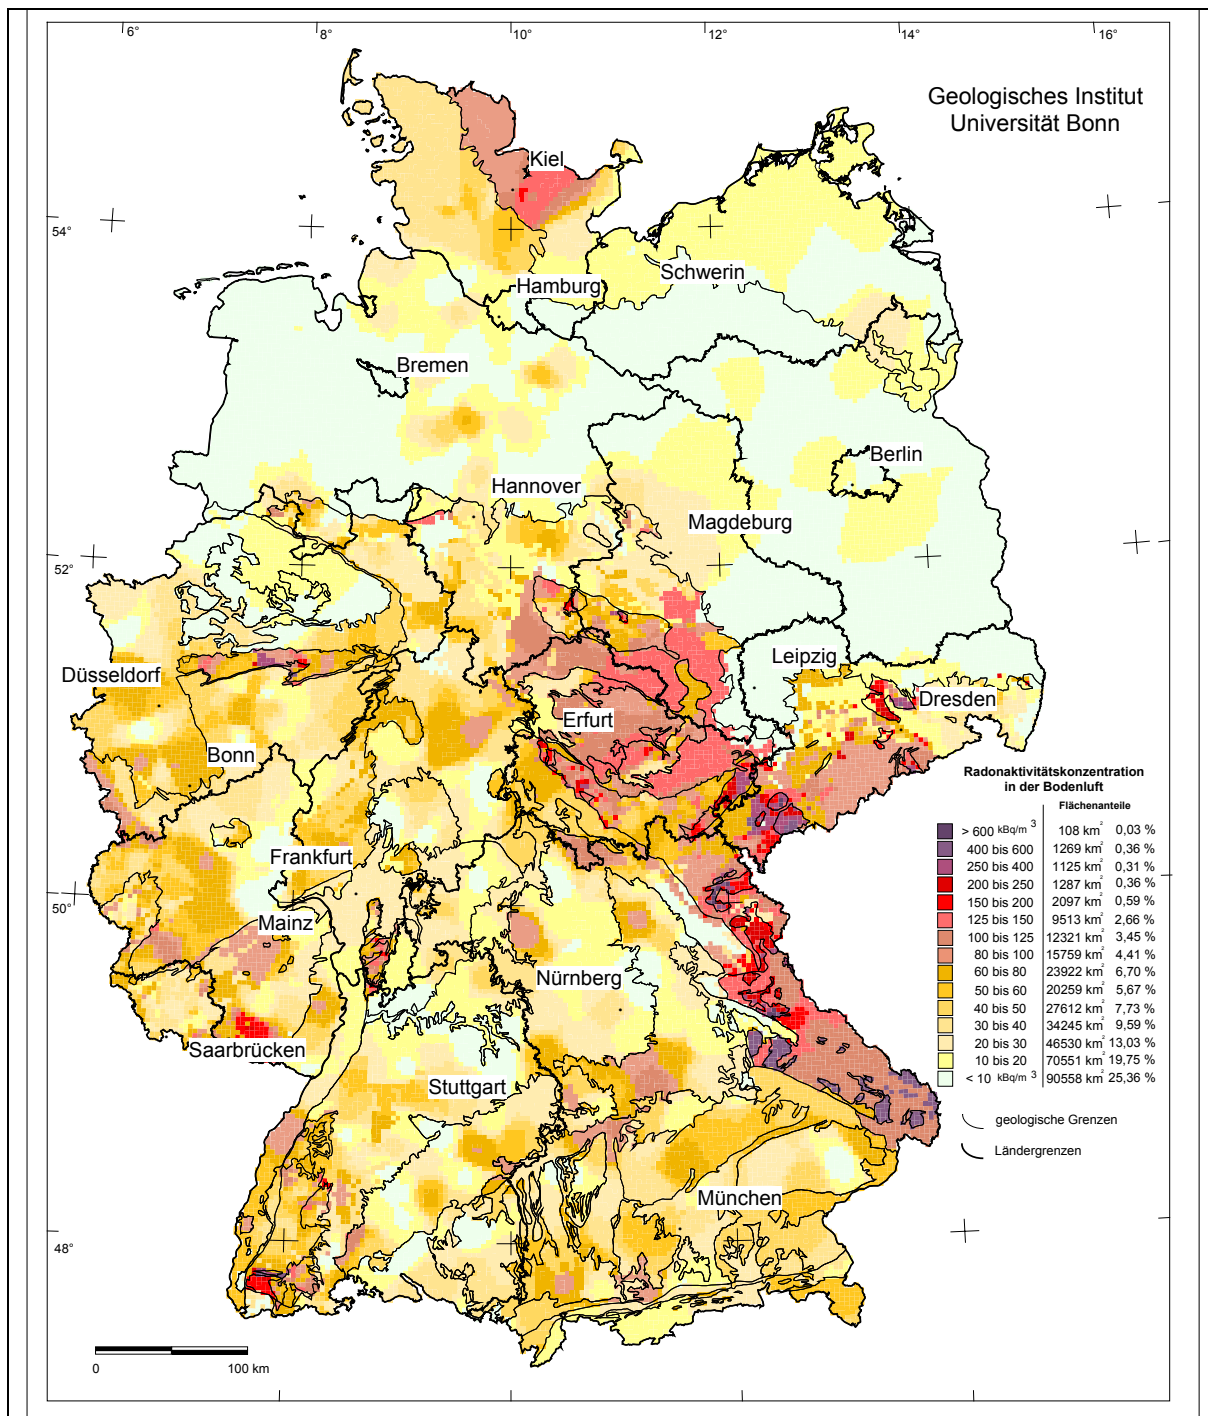 6°
8°
10°
12°
14°
16°
Geologisches Institut
Universität Bonn
Kiel
54°
Schwerin
Hamburg
Bremen
Berlin
Hannover
Magdeburg
52°
Leipzig
Düsseldorf
Dresden
Erfurt
Bonn
Radonaktivitätskonzentration
in der Bodenluft
Flächenanteile
> 600 kBq/m³ 108 km² 0,03 %
400 bis 600 1269 km² 0,36 %
250 bis 400 1125 km² 0,31 %
200 bis 250 1287 km² 0,36 %
150 bis 200 2097 km² 0,59 %
125 bis 150 9513 km² 2,66 %
100 bis 125 12321 km² 3,45 %
80 bis 100 15759 km² 4,41 %
60 bis 80 23922 km² 6,70 %
50 bis 60 20259 km² 5,67 %
40 bis 50 27612 km² 7,73 %
30 bis 40 34245 km² 9,59 %
20 bis 30 46530 km² 13,03 %
10 bis 20 70551 km² 19,75 %
< 10 kBq/m³ 90558 km² 25,36 %
Frankfurt
50°
Mainz
Nürnberg
Saarbrücken
Stuttgart
geologische Grenzen
Ländergrenzen
München
48°
0
100 km